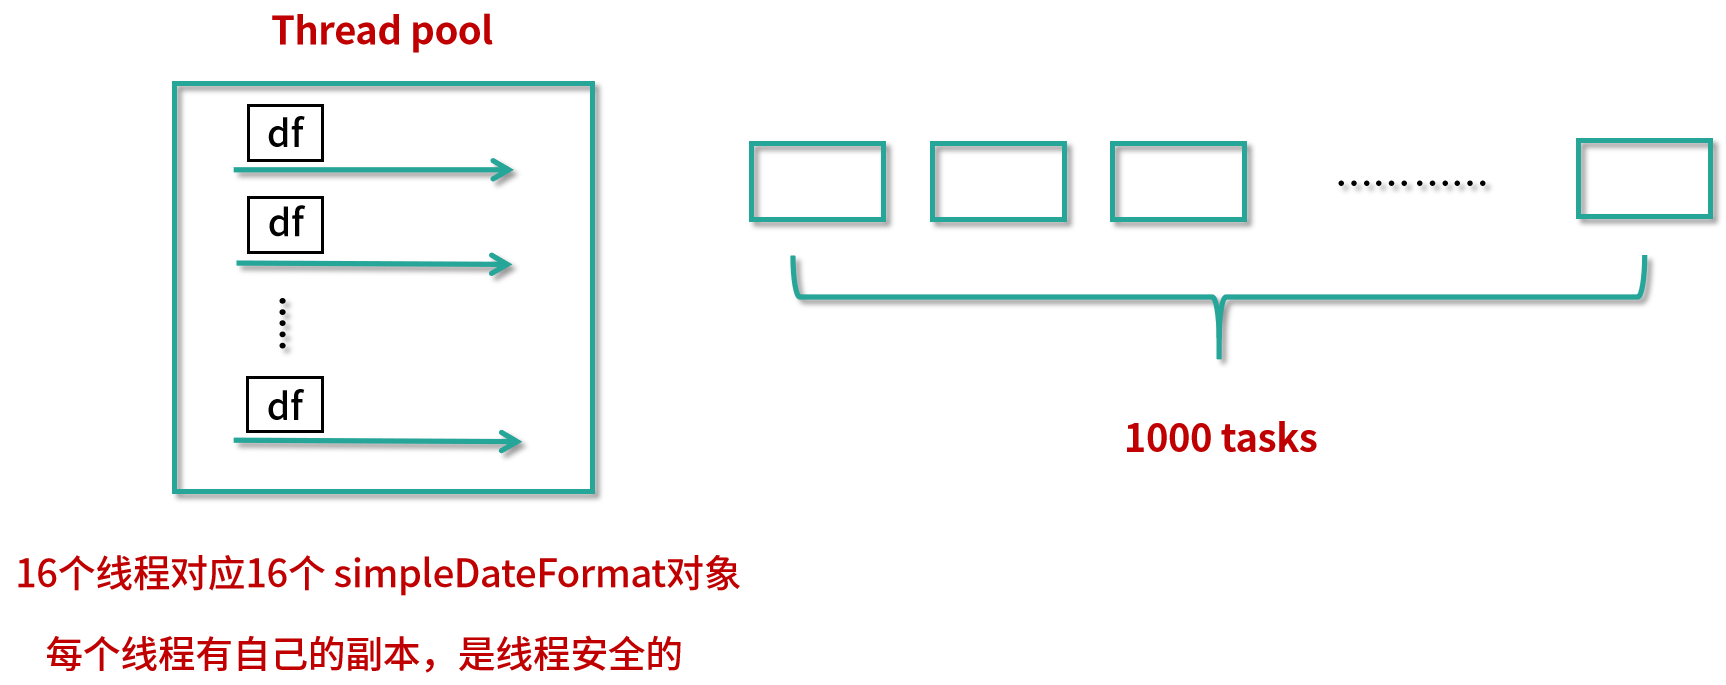 Thread pool
df
df
df
1000 tasks
16个线程对应16个 simpleDateFormat对象
每个线程有自己的副本，是线程安全的